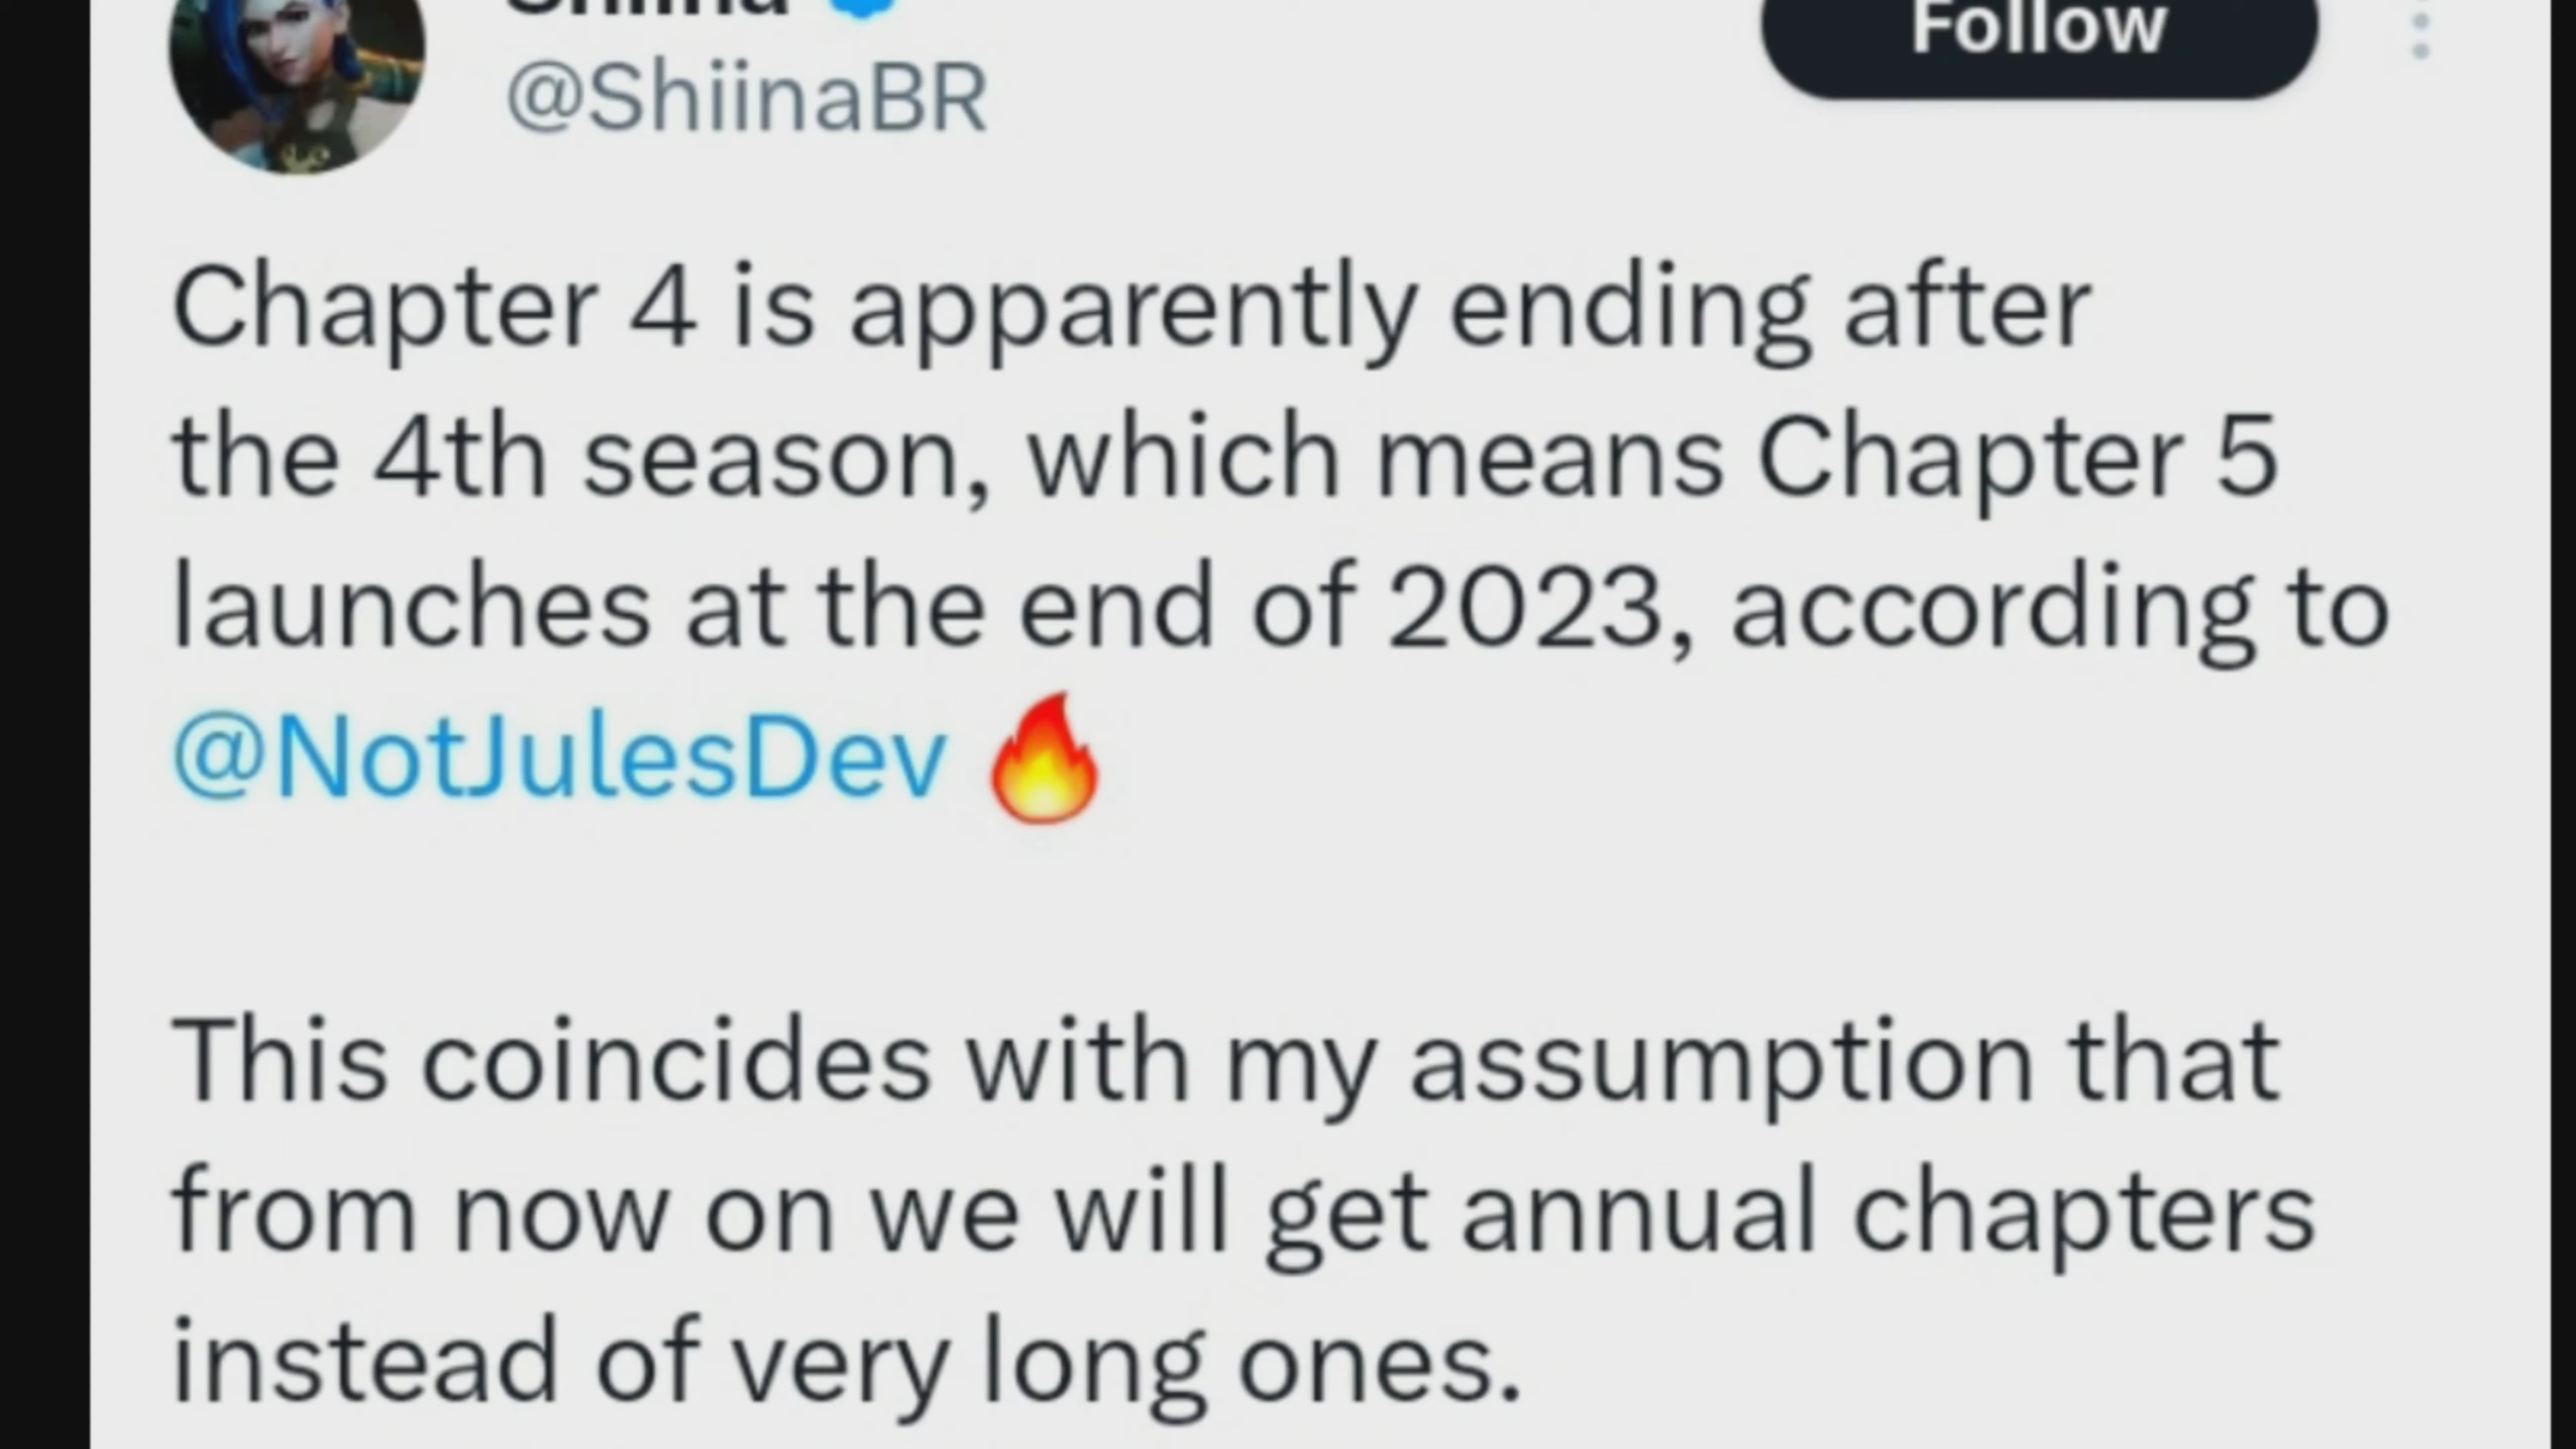 Shiina
Follow
@ShiinaBR
Chapter 4 is apparently ending after
the 4th season, which means Chapter 5
launches at the end of 2023, according to
@NotJulesDev 🔥
This coincides with my assumption that
from now on we will get annual chapters
instead of very long ones.